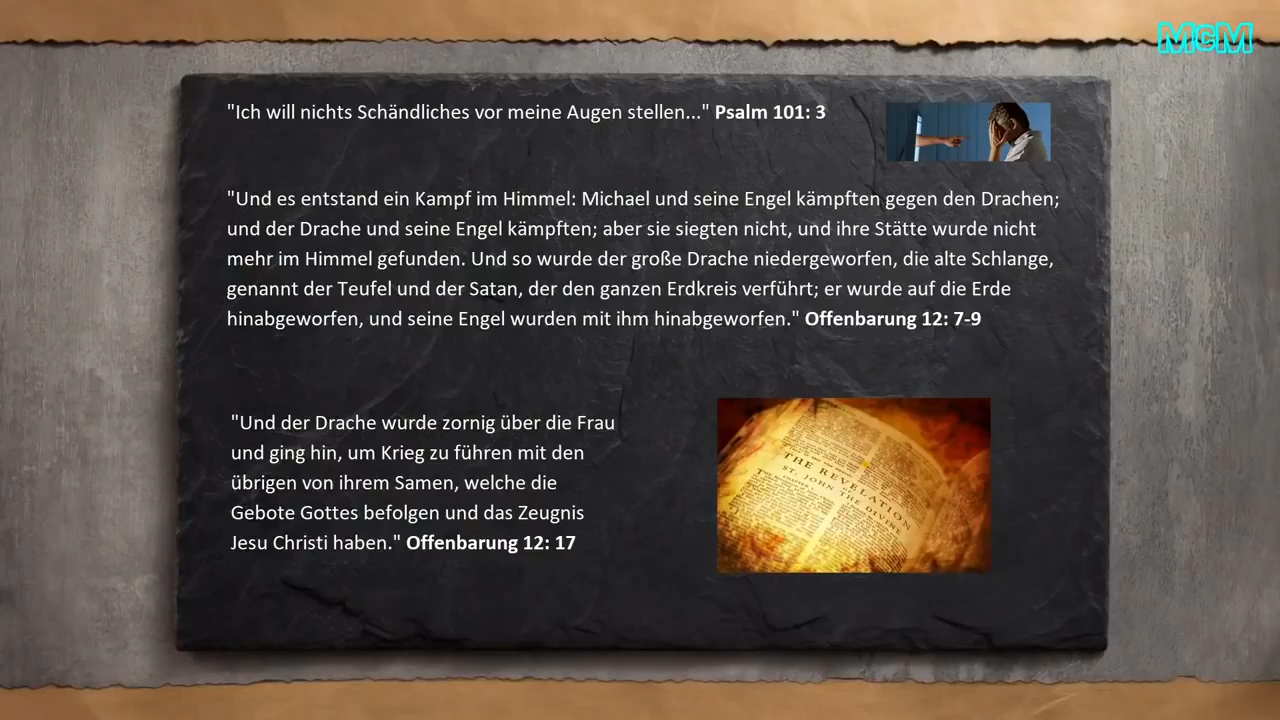 McM
"Ich will nichts Schändliches vor meine Augen stellen..." Psalm 101: 3
"Und es entstand ein Kampf im Himmel: Michael und seine Engel kämpften gegen den Drachen;
und der Drache und seine Engel kämpften; aber sie siegten nicht, und ihre Stätte wurde nicht
mehr im Himmel gefunden. Und so wurde der große Drache niedergeworfen, die alte Schlange,
genannt der Teufel und der Satan, der den ganzen Erdkreis verführt; er wurde auf die Erde
hinabgeworfen, und seine Engel wurden mit ihm hinabgeworfen." Offenbarung 12: 7-9
"Und der Drache wurde zornig über die Frau
und ging hin, um Krieg zu führen mit den
übrigen von ihrem Samen, welche die
Gebote Gottes befolgen und das Zeugnis
Jesu Christi haben." Offenbarung 12: 17
THE REVELATION
ST. JOHN THE DIVINE